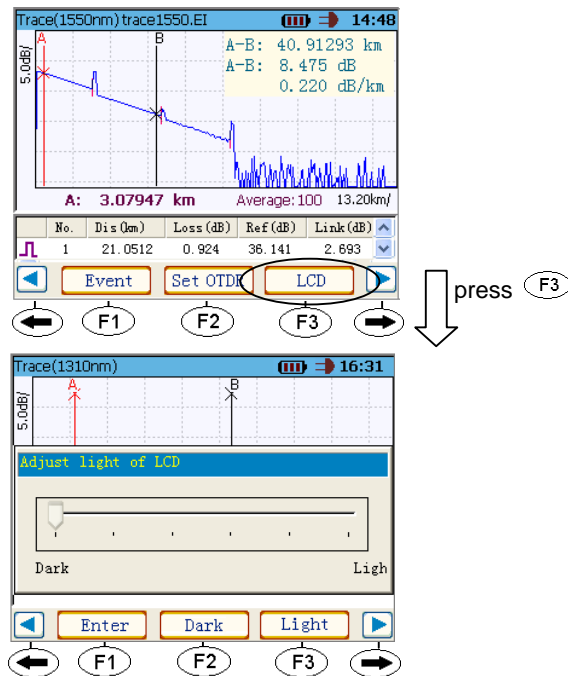 Trace(1550nm) trace1550.EI 14:48
A B
5.0dB/
A-B: 40.91293 km
A-B: 8.475 dB
0.220 dB/km
A: 3.07947 km Average:100 13.20km/
No. Dis(km) Loss(dB) Ref(dB) Link(dB)
1 21.0512 0.924 36.141 2.693
Event Set OTDR LCD
F1 F2 F3
press F3
Trace(1310nm) 16:31
A B
5.0dB/
Adjust light of LCD
Dark Ligh
Enter Dark Light
F1 F2 F3